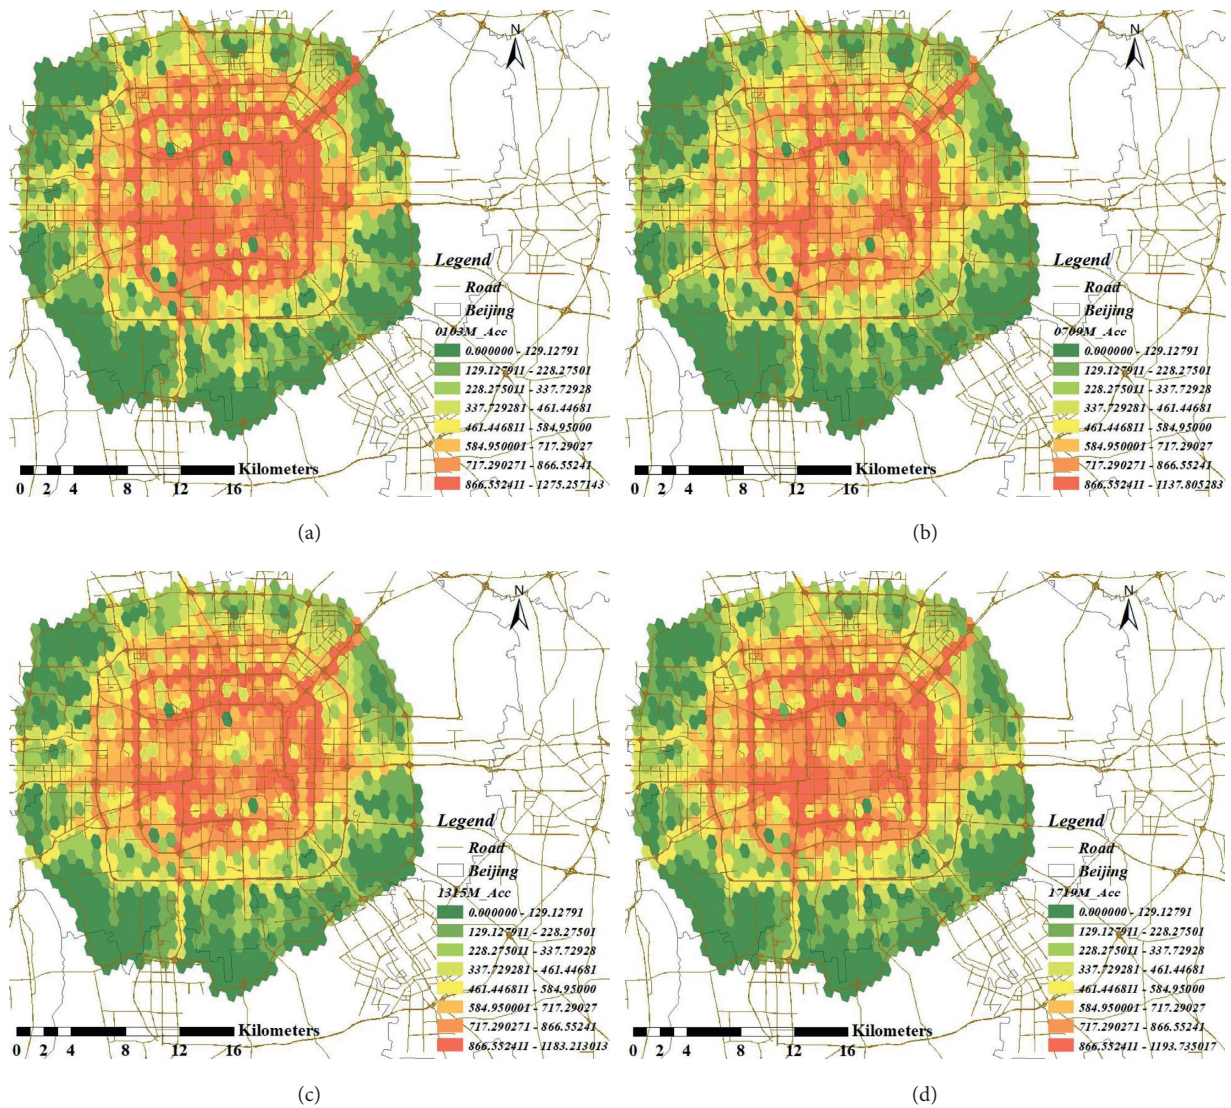 N
Legend
Road
Beijing
0103M_Acc
0.000000 - 129.12791
129.127911 - 228.27501
228.275011 - 337.72928
337.729281 - 461.44681
461.446811 - 584.95000
584.950001 - 717.29027
717.290271 - 866.55241
866.552411 - 1275.257143
Kilometers
0 2 4 8 12 16
(a)
N
Legend
Road
Beijing
0709M_Acc
0.000000 - 129.12791
129.127911 - 228.27501
228.275011 - 337.72928
337.729281 - 461.44681
461.446811 - 584.95000
584.950001 - 717.29027
717.290271 - 866.55241
866.552411 - 1137.805283
Kilometers
0 2 4 8 12 16
(b)
N
Legend
Road
Beijing
1315M_Acc
0.000000 - 129.12791
129.127911 - 228.27501
228.275011 - 337.72928
337.729281 - 461.44681
461.446811 - 584.95000
584.950001 - 717.29027
717.290271 - 866.55241
866.552411 - 1183.213013
Kilometers
0 2 4 8 12 16
(c)
N
Legend
Road
Beijing
1719M_Acc
0.000000 - 129.12791
129.127911 - 228.27501
228.275011 - 337.72928
337.729281 - 461.44681
461.446811 - 584.95000
584.950001 - 717.29027
717.290271 - 866.55241
866.552411 - 1193.735017
Kilometers
0 2 4 8 12 16
(d)